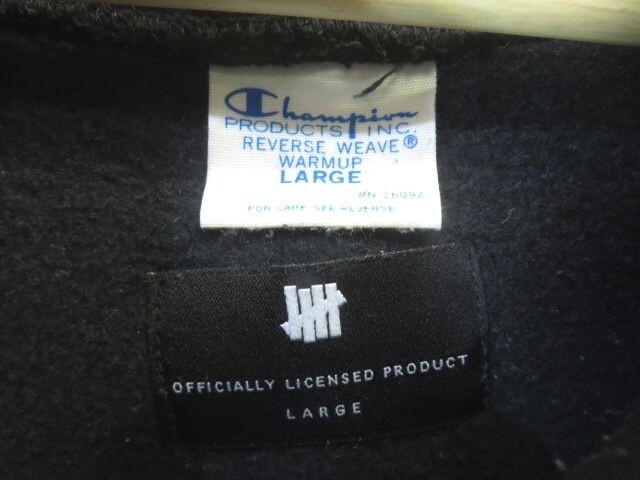 Champion
PRODUCTS INC.
REVERSE WEAVE®
WARMUP
LARGE
RN 26094
FOR CARE SEE REVERSE
OFFICIALLY LICENSED PRODUCT
LARGE